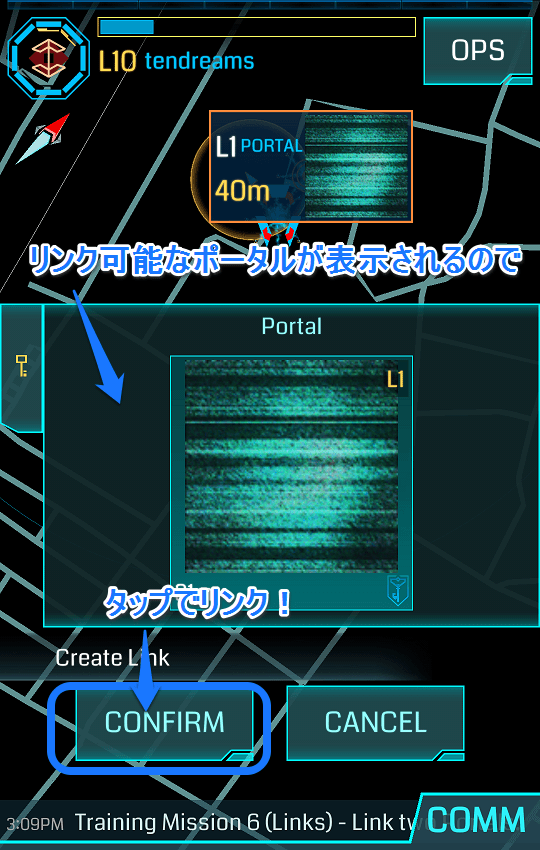 L10 tendreams
OPS
L1 PORTAL
40m
リンク可能なポータルが表示されるので
Portal
L1
タップでリンク！
Create Link
CONFIRM
CANCEL
3:09PM Training Mission 6 (Links) - Link two
COMM